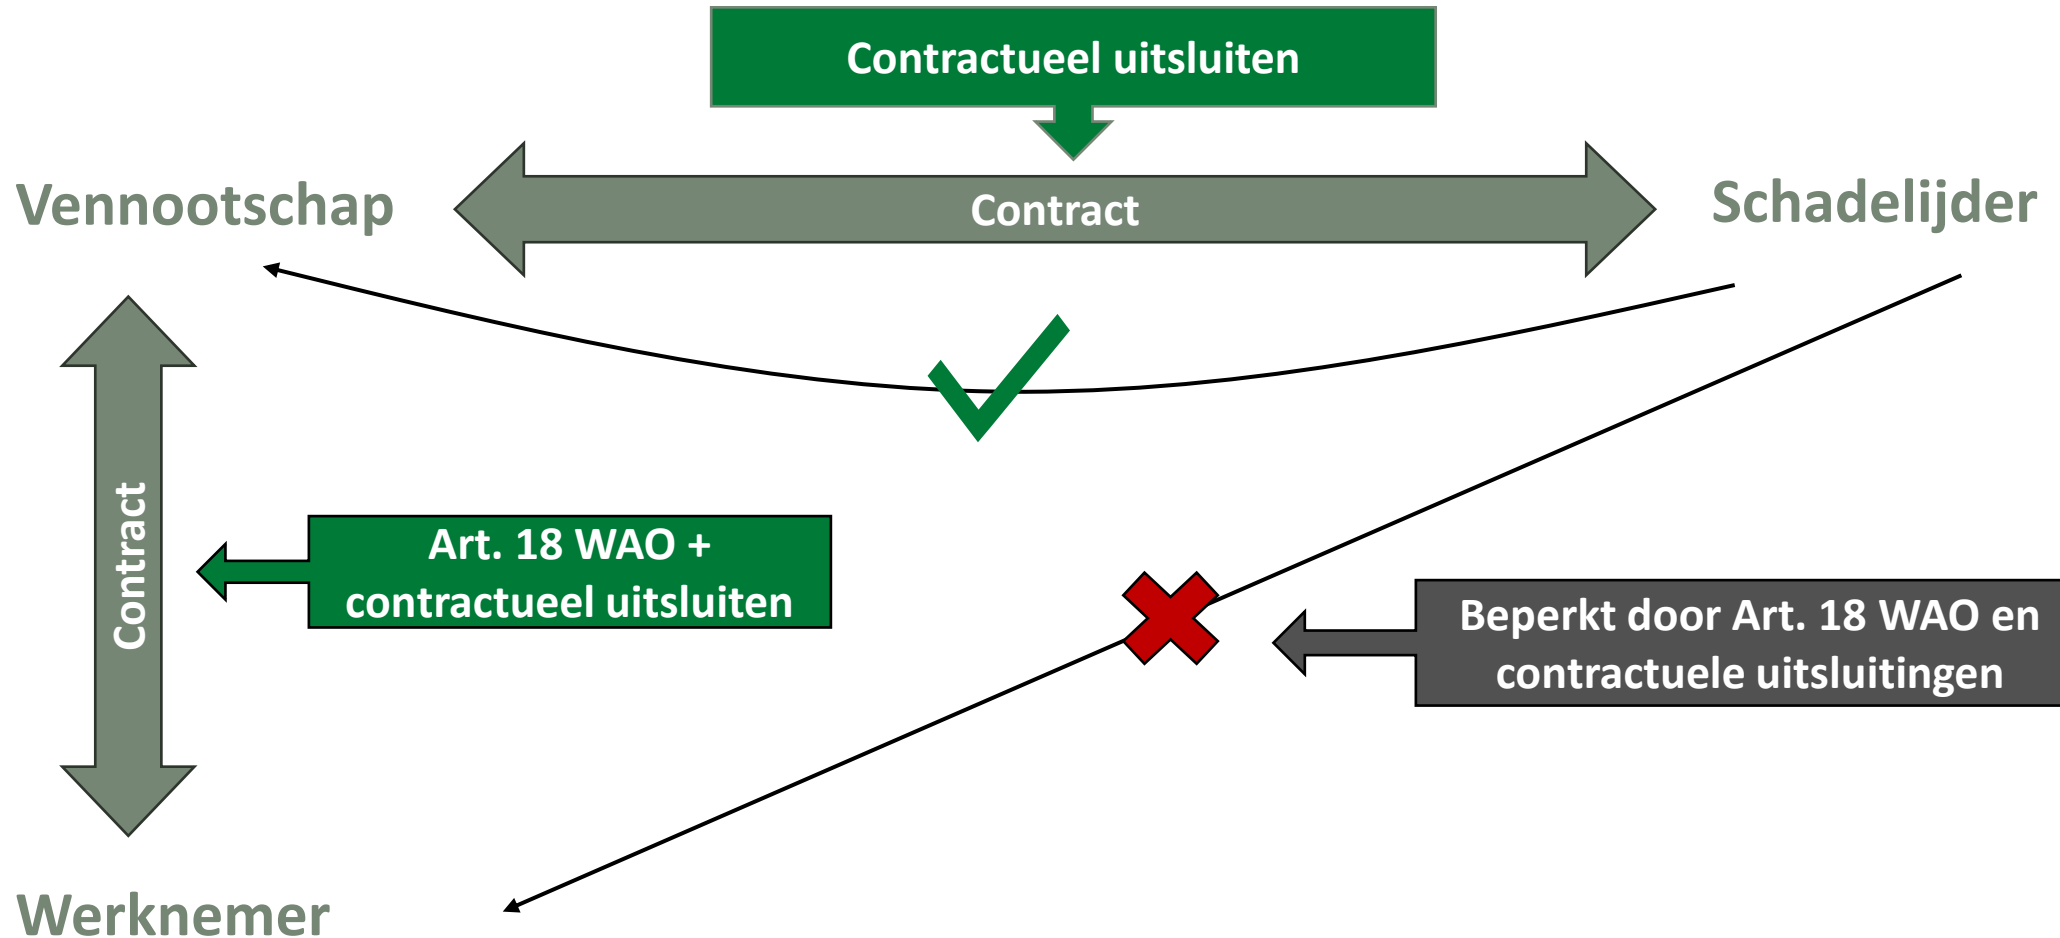 Contractueel uitsluiten
Vennootschap
Contract
Schadelijder
Contract
Art. 18 WAO +
contractueel uitsluiten
Beperkt door Art. 18 WAO en
contractuele uitsluitingen
Werknemer